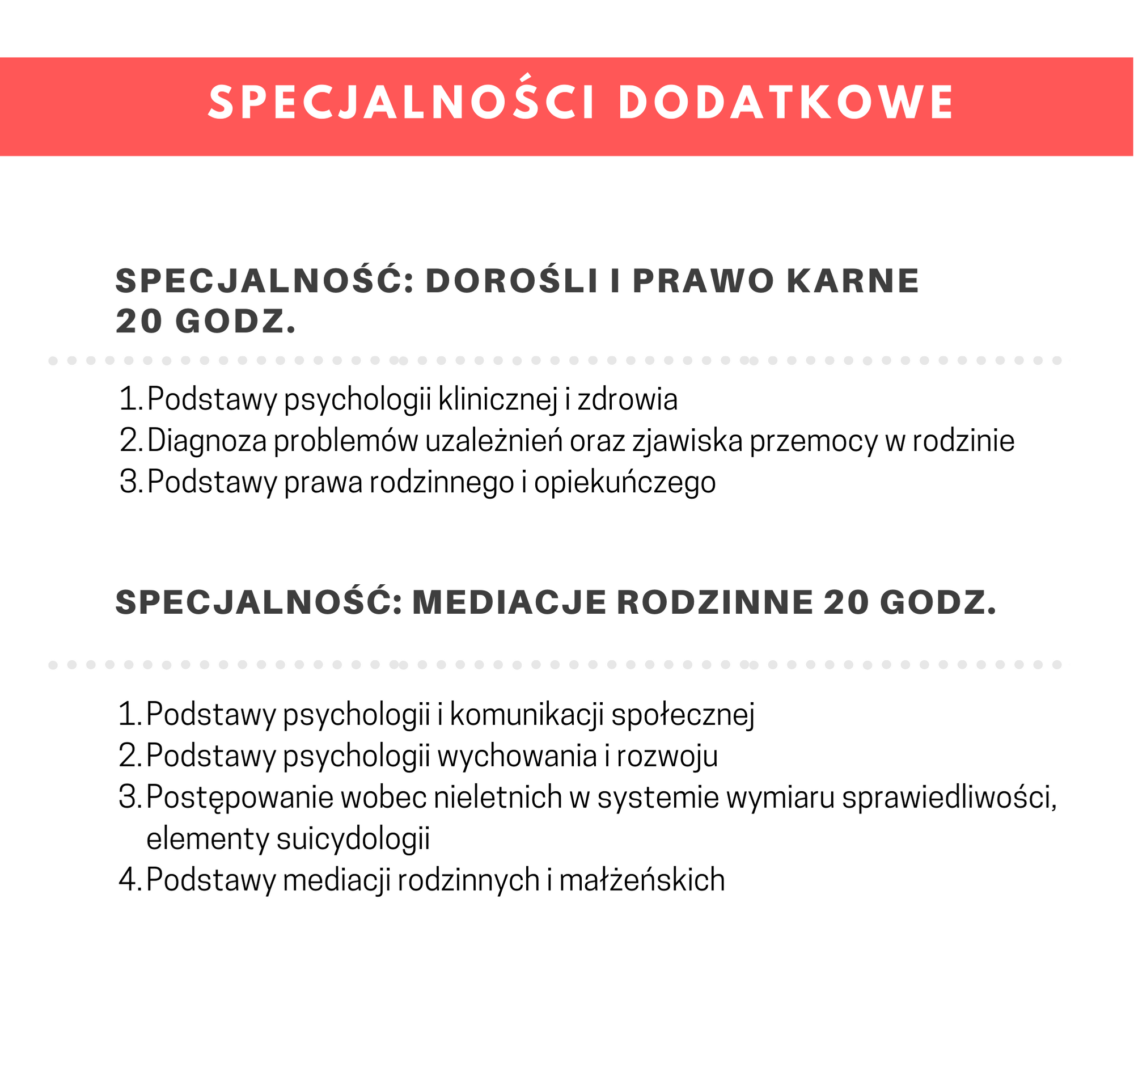 SPECJALNOŚCI DODATKOWE
SPECJALNOŚĆ: DOROŚLI I PRAWO KARNE
20 GODZ.
1. Podstawy psychologii klinicznej i zdrowia
2. Diagnoza problemów uzależnień oraz zjawiska przemocy w rodzinie
3. Podstawy prawa rodzinnego i opiekuńczego
SPECJALNOŚĆ: MEDIACJE RODZINNE 20 GODZ.
1. Podstawy psychologii i komunikacji społecznej
2. Podstawy psychologii wychowania i rozwoju
3. Postępowanie wobec nieletnich w systemie wymiaru sprawiedliwości,
elementy suicydologii
4. Podstawy mediacji rodzinnych i małżeńskich